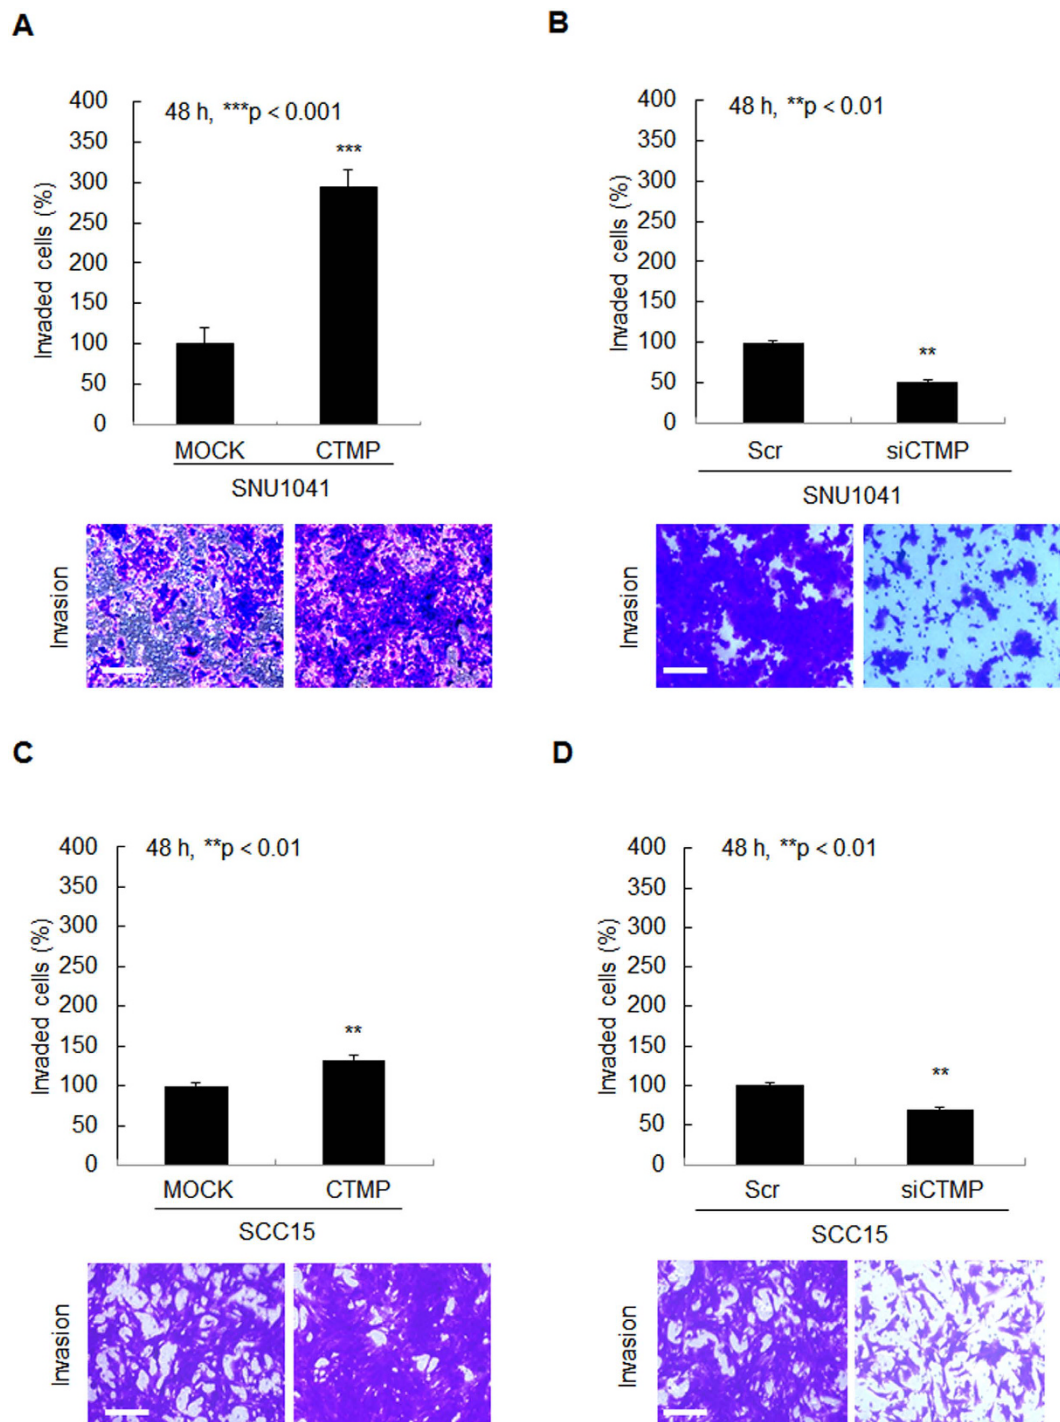 A
400
350
300
250
200
150
100
50
0
Invaded cells (%)
48 h, ***p < 0.001
***
MOCK CTMP
SNU1041
Invasion
B
400
350
300
250
200
150
100
50
0
Invaded cells (%)
48 h, **p < 0.01
**
Scr siCTMP
SNU1041
Invasion
C
400
350
300
250
200
150
100
50
0
Invaded cells (%)
48 h, **p < 0.01
**
MOCK CTMP
SCC15
Invasion
D
400
350
300
250
200
150
100
50
0
Invaded cells (%)
48 h, **p < 0.01
**
Scr siCTMP
SCC15
Invasion